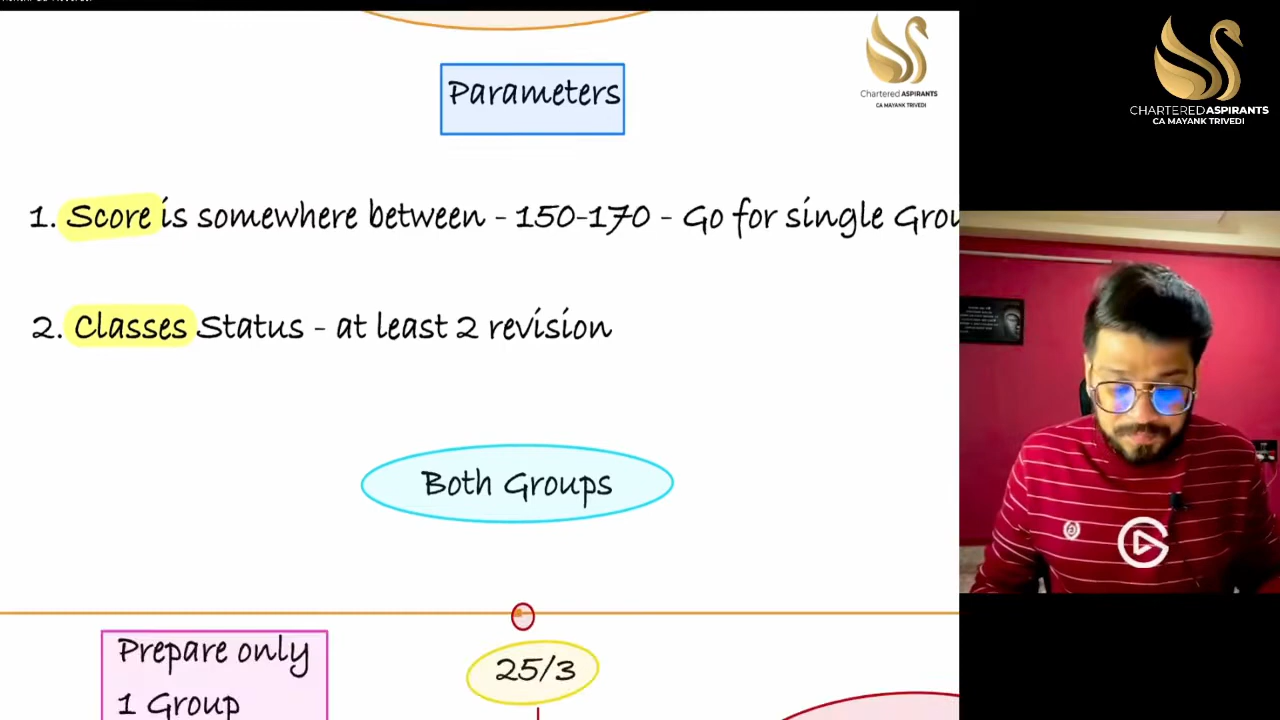 Parameters
Chartered ASPIRANTS
CA MAYANK TRIVEDI
CHARTERED ASPIRANTS
CA MAYANK TRIVEDI
1. Score is somewhere between - 150-170 - Go for single Grou
2. Classes Status - at least 2 revision
Both Groups
Prepare only
1 Group
25/3